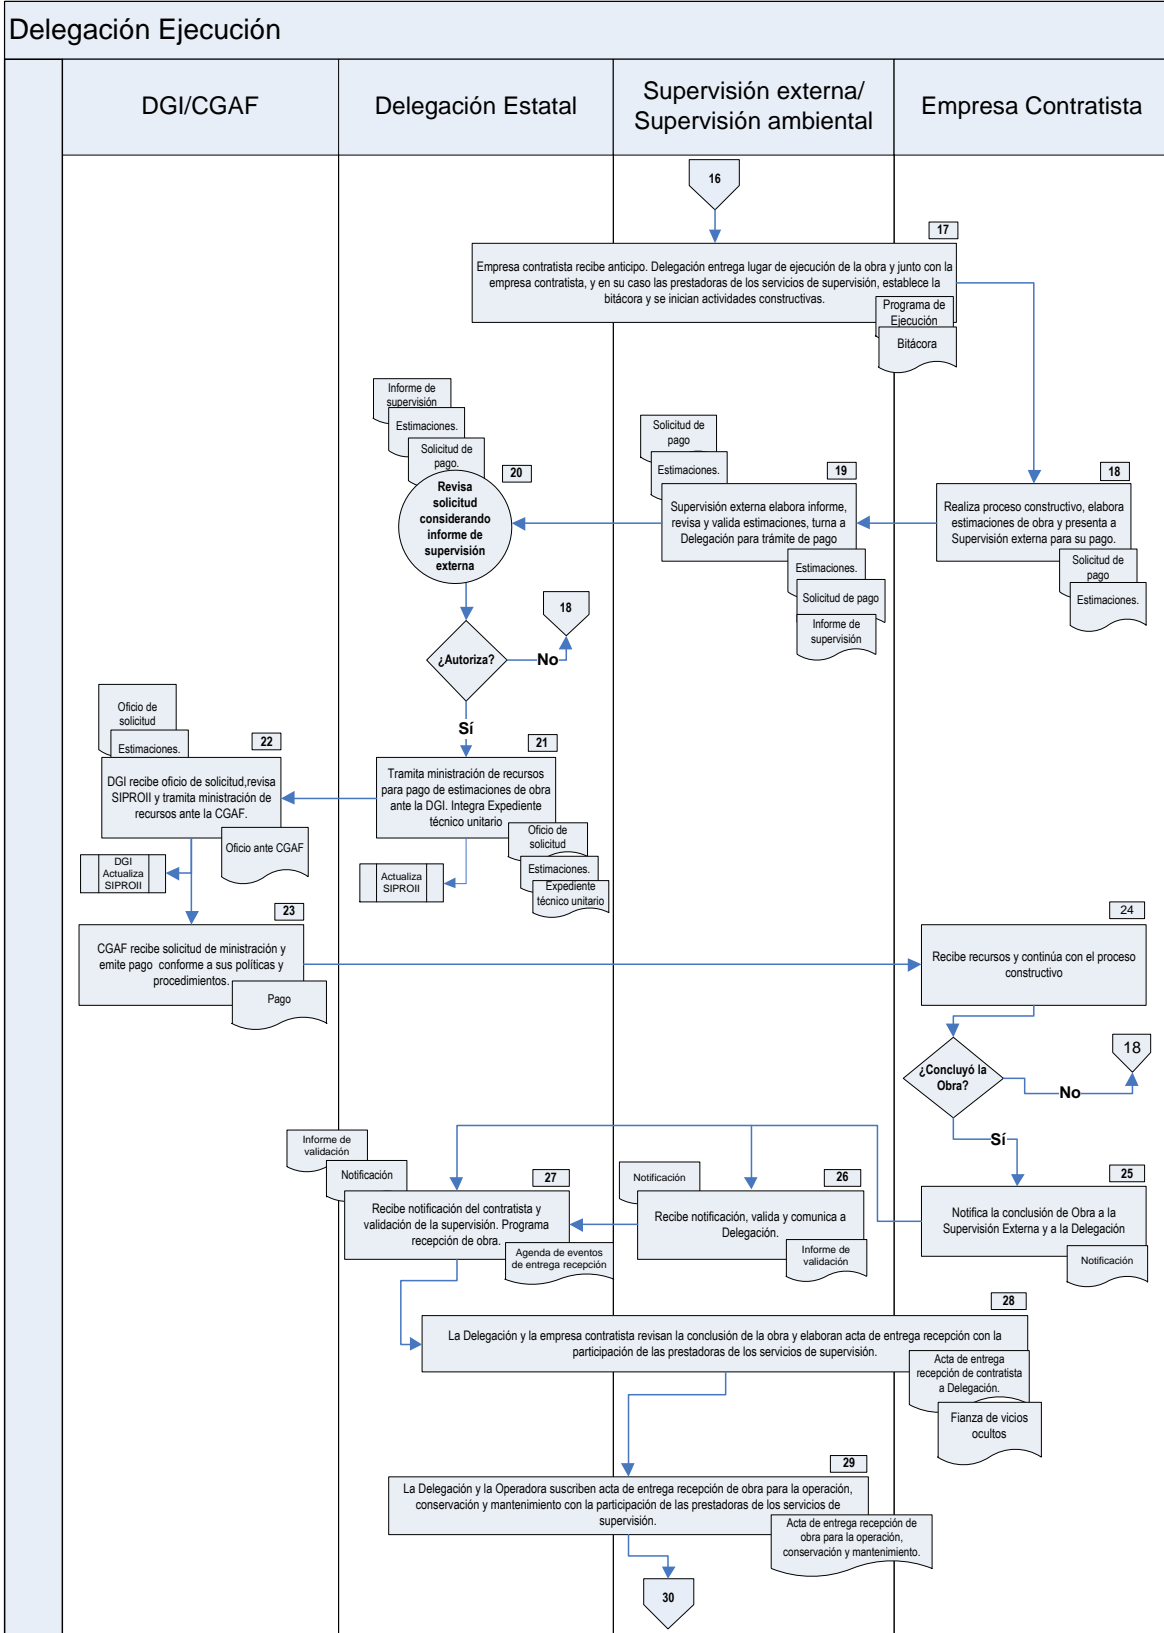 Delegación Ejecución
DGI/CGAF
Delegación Estatal
Supervisión externa/
Supervisión ambiental
Empresa Contratista
16
17
Empresa contratista recibe anticipo. Delegación entrega lugar de ejecución de la obra y junto con la
empresa contratista, y en su caso las prestadoras de los servicios de supervisión, establece la
bitácora y se inician actividades constructivas.
Programa de
Ejecución
Bitácora
Informe de
supervisión
Estimaciones.
Solicitud de
pago.
20
Revisa
solicitud
considerando
informe de
supervisión
externa
Solicitud de
pago
Estimaciones.
19
Supervisión externa elabora informe,
revisa y valida estimaciones, turna a
Delegación para trámite de pago
Estimaciones.
Solicitud de pago
Informe de
supervisión
18
Realiza proceso constructivo, elabora
estimaciones de obra y presenta a
Supervisión externa para su pago.
Solicitud de
pago
Estimaciones.
18
¿Autoriza?
No
Sí
Oficio de
solicitud
Estimaciones.
22
DGI recibe oficio de solicitud,revisa
SIPROII y tramita ministración de
recursos ante la CGAF.
Oficio ante CGAF
DGI
Actualiza
SIPROII
21
Tramita ministración de recursos
para pago de estimaciones de obra
ante la DGI. Integra Expediente
técnico unitario
Oficio de
solicitud
Estimaciones.
Expediente
técnico unitario
Actualiza
SIPROII
23
CGAF recibe solicitud de ministración y
emite pago conforme a sus políticas y
procedimientos.
Pago
24
Recibe recursos y continúa con el proceso
constructivo
¿Concluyó la
Obra?
18
No
Sí
Informe de
validación
Notificación
27
Recibe notificación del contratista y
validación de la supervisión. Programa
recepción de obra.
Agenda de eventos
de entrega recepción
Notificación
26
Recibe notificación, valida y comunica a
Delegación.
Informe de
validación
25
Notifica la conclusión de Obra a la
Supervisión Externa y a la Delegación
Notificación
28
La Delegación y la empresa contratista revisan la conclusión de la obra y elaboran acta de entrega recepción con la
participación de las prestadoras de los servicios de supervisión.
Acta de entrega
recepción de contratista
a Delegación.
Fianza de vicios
ocultos
29
La Delegación y la Operadora suscriben acta de entrega recepción de obra para la operación,
conservación y mantenimiento con la participación de las prestadoras de los servicios de
supervisión.
Acta de entrega recepción de
obra para la operación,
conservación y mantenimiento.
30